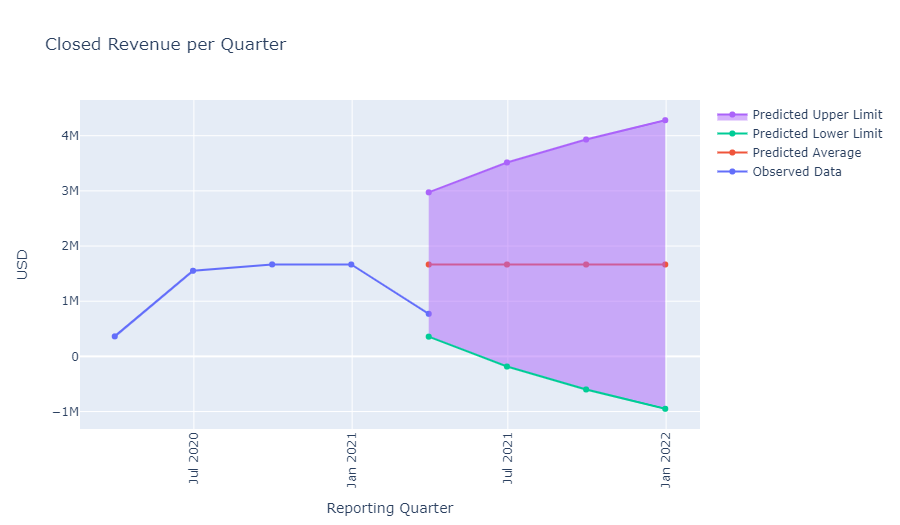 Closed Revenue per Quarter
Predicted Upper Limit
Predicted Lower Limit
Predicted Average
Observed Data
4M
3M
2M
1M
0
−1M
USD
Jul 2020
Jan 2021
Jul 2021
Jan 2022
Reporting Quarter